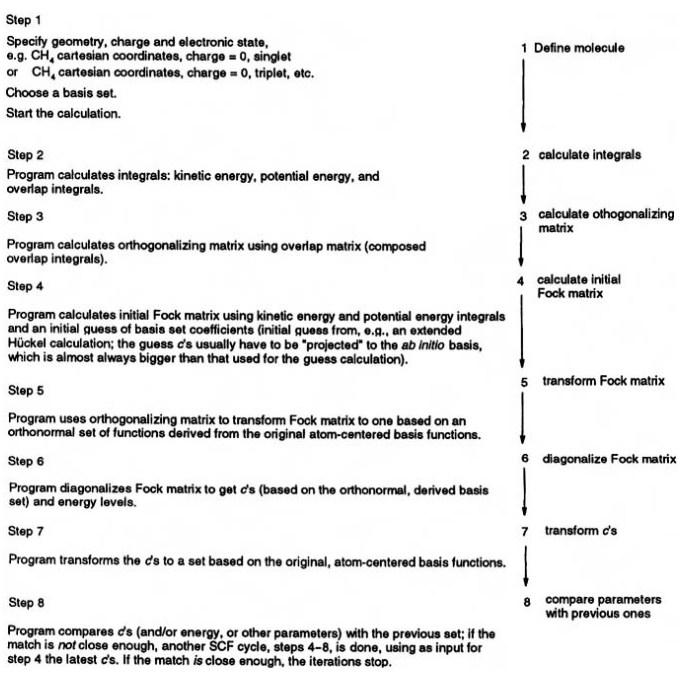 Step 1
Specify geometry, charge and electronic state,
e.g. CH4 cartesian coordinates, charge = 0, singlet
or CH4 cartesian coordinates, charge = 0, triplet, etc.
Choose a basis set.
Start the calculation.
1 Define molecule
Step 2
Program calculates integrals: kinetic energy, potential energy, and
overlap integrals.
2 calculate integrals
Step 3
Program calculates orthogonalizing matrix using overlap matrix (composed
overlap integrals).
3 calculate othogonalizing
matrix
Step 4
Program calculates initial Fock matrix using kinetic energy and potential energy integrals
and an initial guess of basis set coefficients (initial guess from, e.g., an extended
Hückel calculation; the guess c's usually have to be "projected" to the ab initio basis,
which is almost always bigger than that used for the guess calculation).
4 calculate initial
Fock matrix
Step 5
Program uses orthogonalizing matrix to transform Fock matrix to one based on an
orthonormal set of functions derived from the original atom-centered basis functions.
5 transform Fock matrix
Step 6
Program diagonalizes Fock matrix to get c's (based on the orthonormal, derived basis
set) and energy levels.
6 diagonalize Fock matrix
Step 7
Program transforms the c's to a set based on the original, atom-centered basis functions.
7 transform c's
Step 8
Program compares c's (and/or energy, or other parameters) with the previous set; if the
match is not close enough, another SCF cycle, steps 4–8, is done, using as input for
step 4 the latest c's. If the match is close enough, the iterations stop.
8 compare parameters
with previous ones